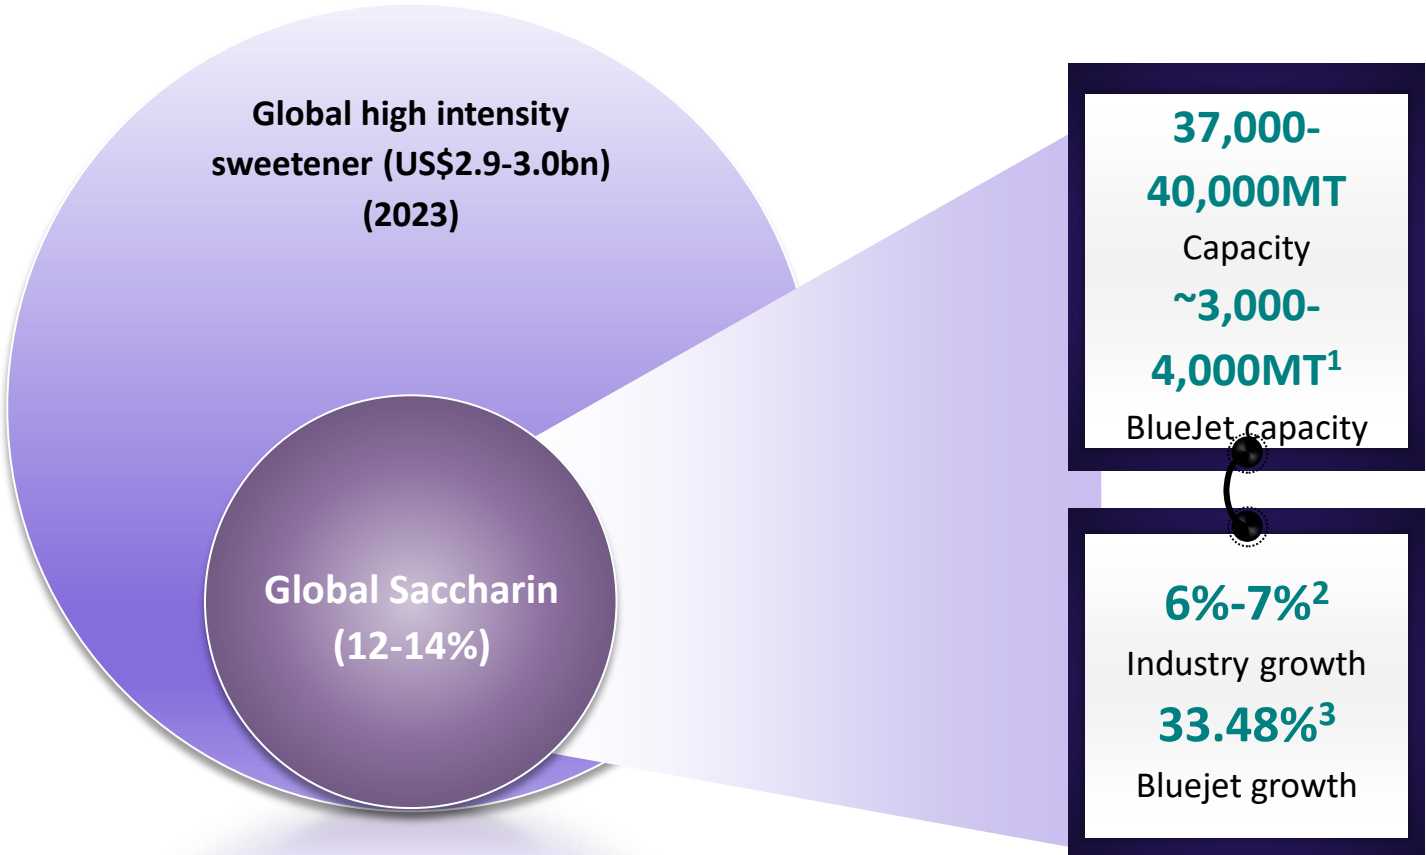 Global high intensity
sweetener (US$2.9-3.0bn)
(2023)
Global Saccharin
(12-14%)
37,000-
40,000MT
Capacity
~3,000-
4,000MT¹
BlueJet capacity
6%-7%²
Industry growth
33.48%³
Bluejet growth